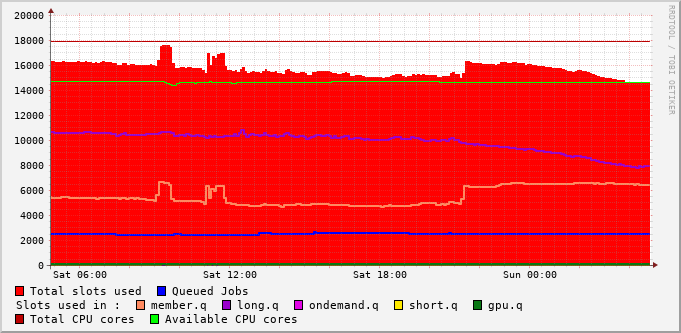 20000
18000
16000
14000
12000
10000
8000
6000
4000
2000
0
Sat 06:00 Sat 12:00 Sat 18:00 Sun 00:00
RRDTOOL / TOBI OETIKER
Total slots used Queued Jobs
Slots used in : member.q long.q ondemand.q short.q gpu.q
Total CPU cores Available CPU cores